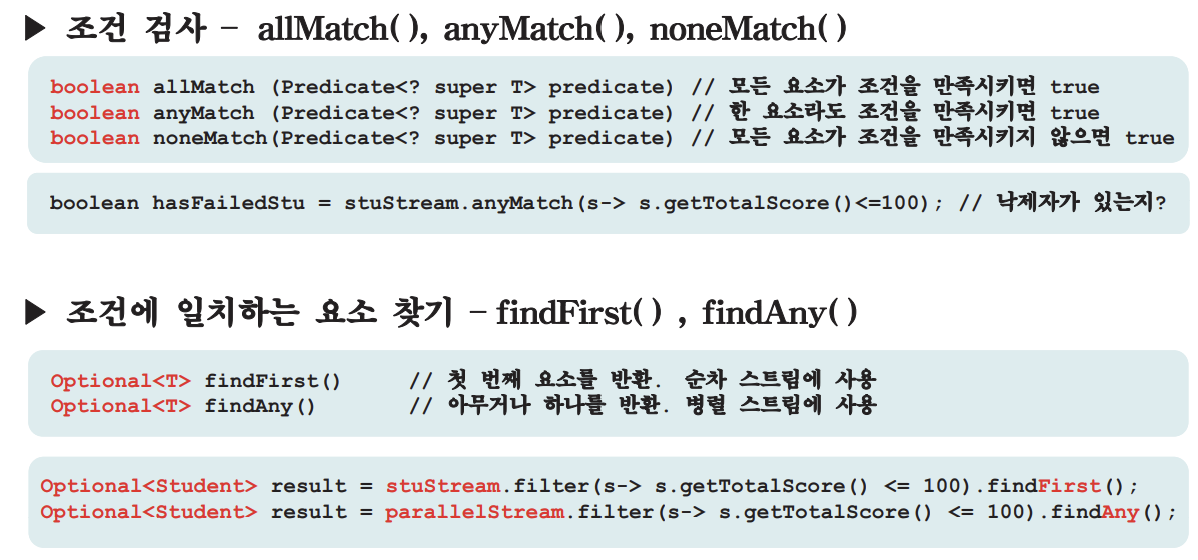 ▶ 조건 검사 – allMatch(), anyMatch(), noneMatch()
boolean allMatch (Predicate<? super T> predicate) // 모든 요소가 조건을 만족시키면 true
boolean anyMatch (Predicate<? super T> predicate) // 한 요소라도 조건을 만족시키면 true
boolean noneMatch(Predicate<? super T> predicate) // 모든 요소가 조건을 만족시키지 않으면 true
boolean hasFailedStu = stuStream.anyMatch(s-> s.getTotalScore()<=100); // 낙제자가 있는지?
▶ 조건에 일치하는 요소 찾기 – findFirst() , findAny()
Optional<T> findFirst() // 첫 번째 요소를 반환. 순차 스트림에 사용
Optional<T> findAny() // 아무거나 하나를 반환. 병렬 스트림에 사용
Optional<Student> result = stuStream.filter(s-> s.getTotalScore() <= 100).findFirst();
Optional<Student> result = parallelStream.filter(s-> s.getTotalScore() <= 100).findAny();